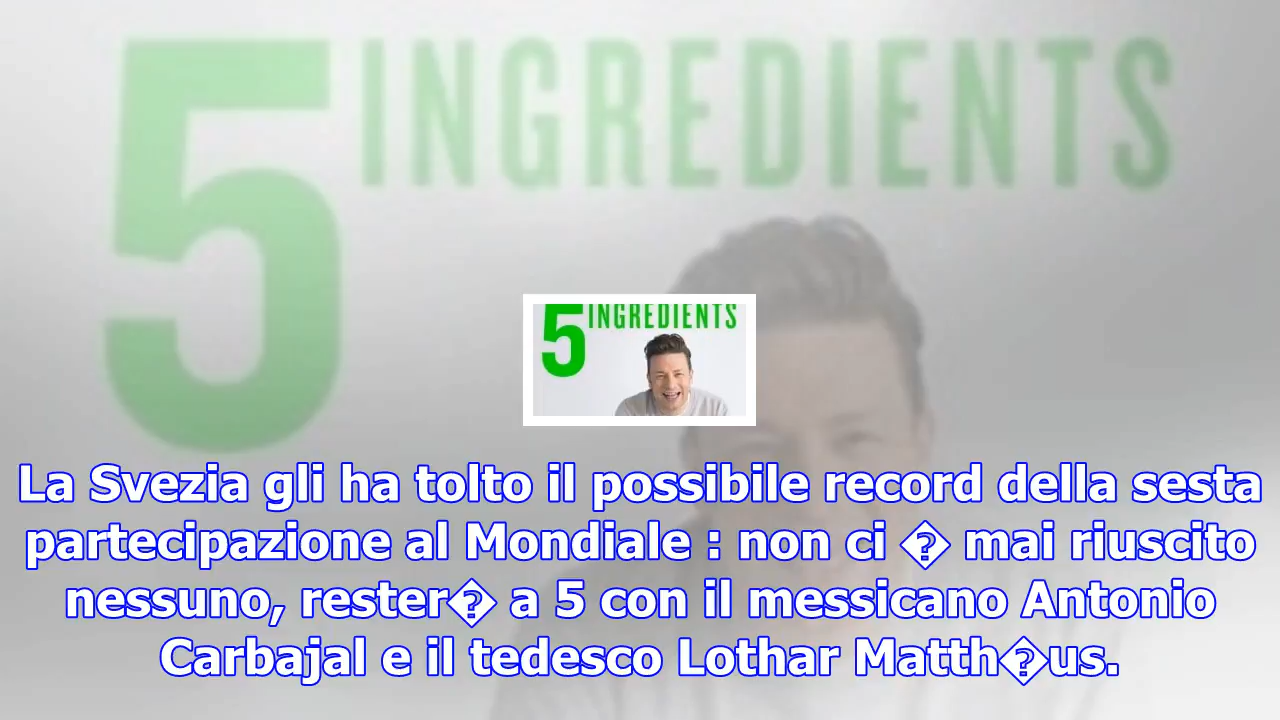 5 INGREDIENTS
5 INGREDIENTS
La Svezia gli ha tolto il possibile record della sesta
partecipazione al Mondiale : non ci � mai riuscito
nessuno, rester� a 5 con il messicano Antonio
Carbajal e il tedesco Lothar Matth�us.